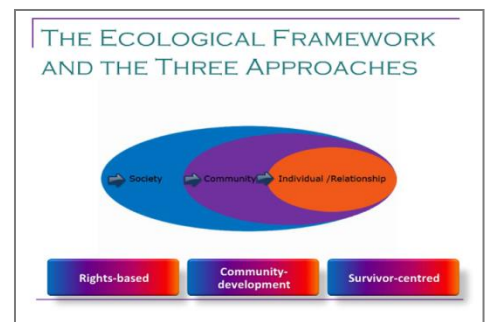 THE ECOLOGICAL FRAMEWORK
AND THE THREE APPROACHES
Society
Community
Individual /Relationship
Rights-based
Community-
development
Survivor-centred